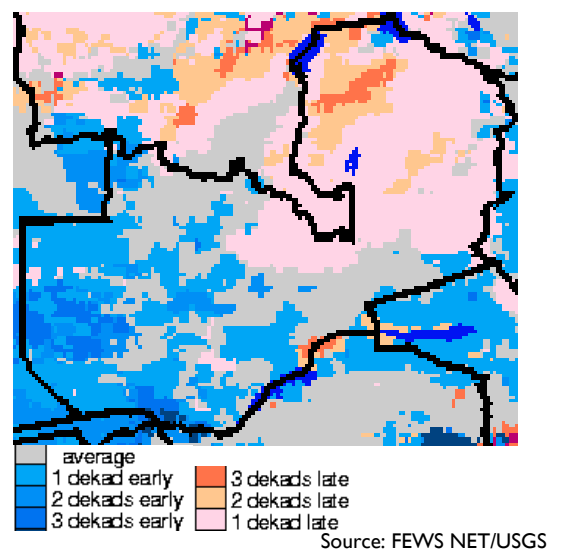 average
1 dekad early
2 dekads early
3 dekads early
3 dekads late
2 dekads late
1 dekad late
Source: FEWS NET/USGS